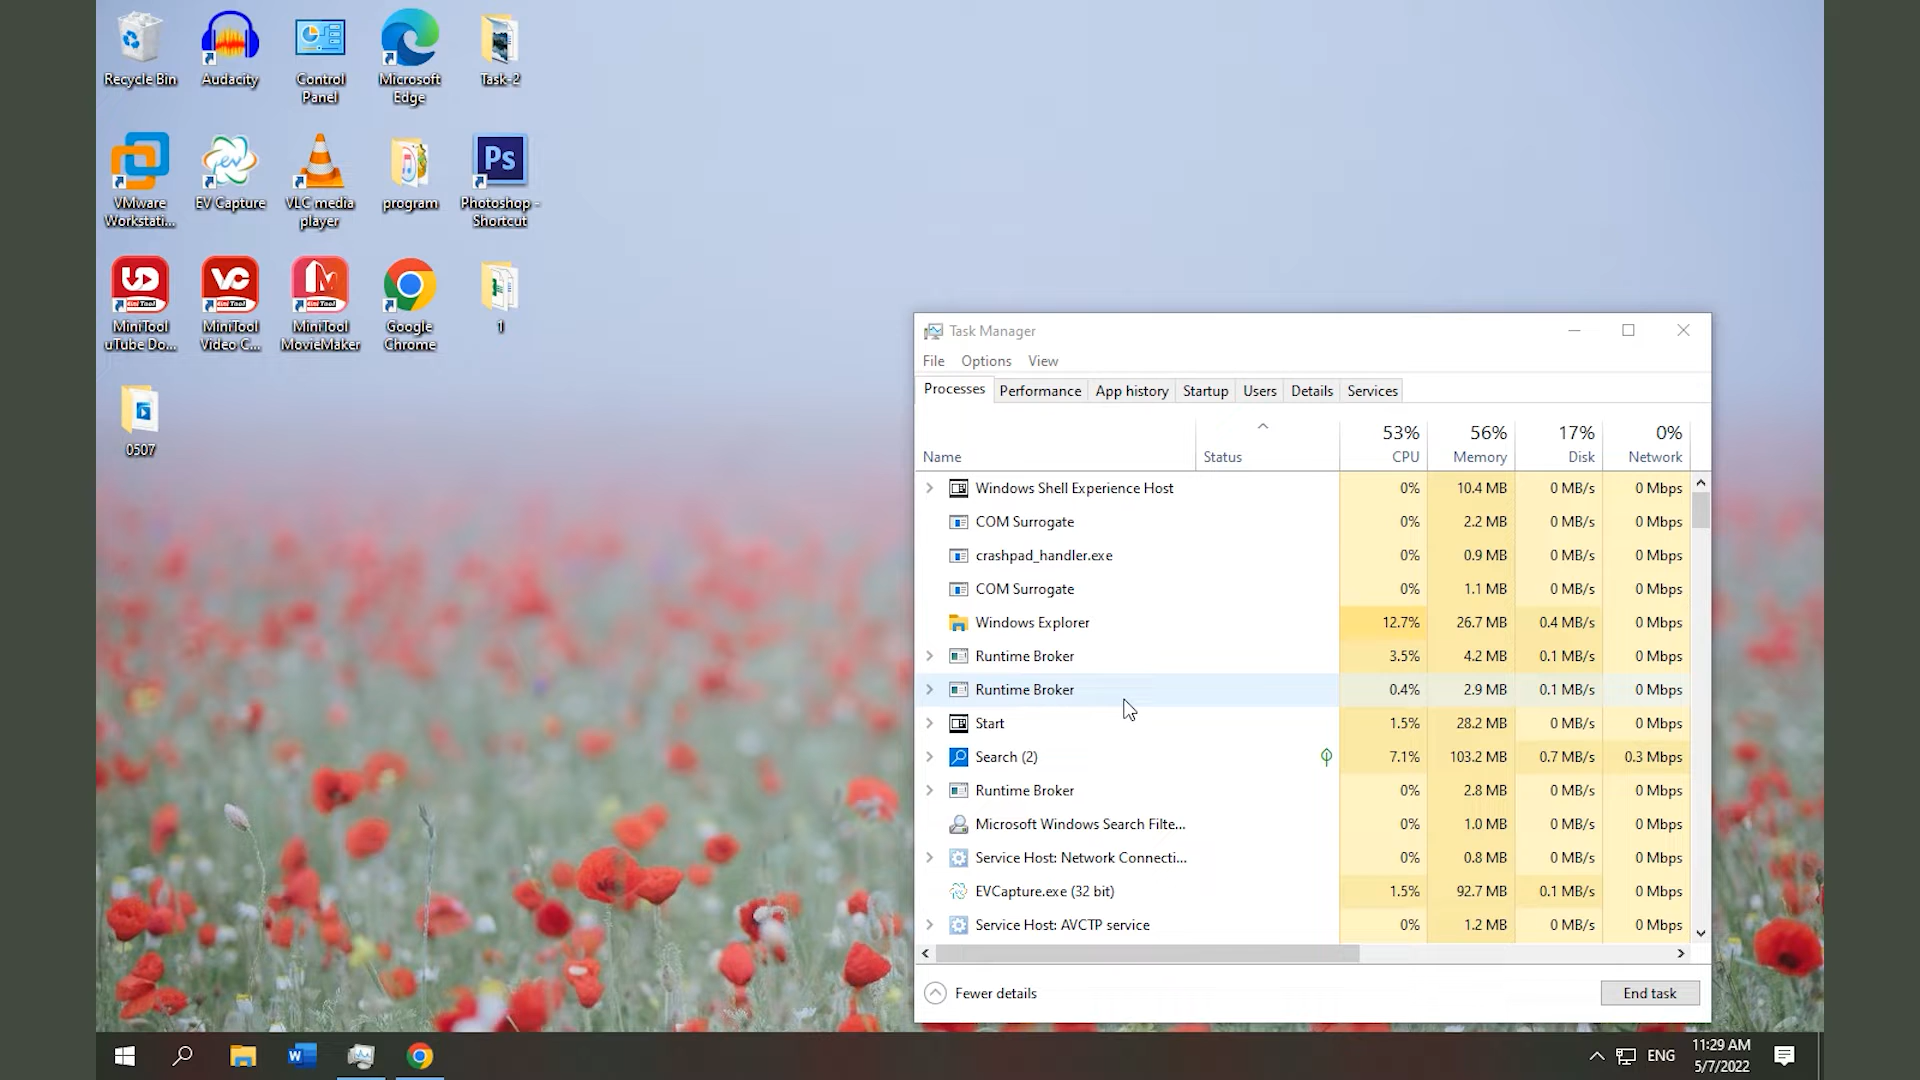 Recycle Bin
Audacity
Control
Panel
Microsoft
Edge
Task-2
VMware
Workstati...
EV Capture
VLC media
player
program
Ps
Photoshop -
Shortcut
MiniTool
MiniTool
uTube Do...
MiniTool
MiniTool
Video C...
MiniTool
MiniTool
MovieMaker
Google
Chrome
1
0507
Task Manager
File Options View
Processes Performance App history Startup Users Details Services
53% 56% 17% 0%
Name Status CPU Memory Disk Network
Windows Shell Experience Host 0% 10.4 MB 0 MB/s 0 Mbps
COM Surrogate 0% 2.2 MB 0 MB/s 0 Mbps
crashpad_handler.exe 0% 0.9 MB 0 MB/s 0 Mbps
COM Surrogate 0% 1.1 MB 0 MB/s 0 Mbps
Windows Explorer 12.7% 26.7 MB 0.4 MB/s 0 Mbps
Runtime Broker 3.5% 4.2 MB 0.1 MB/s 0 Mbps
Runtime Broker 0.4% 2.9 MB 0.1 MB/s 0 Mbps
Start 1.5% 28.2 MB 0 MB/s 0 Mbps
Search (2) 7.1% 103.2 MB 0.7 MB/s 0.3 Mbps
Runtime Broker 0% 2.8 MB 0 MB/s 0 Mbps
Microsoft Windows Search Filte... 0% 1.0 MB 0 MB/s 0 Mbps
Service Host: Network Connecti... 0% 0.8 MB 0 MB/s 0 Mbps
EVCapture.exe (32 bit) 1.5% 92.7 MB 0.1 MB/s 0 Mbps
Service Host: AVCTP service 0% 1.2 MB 0 MB/s 0 Mbps
Fewer details
End task
ENG
11:29 AM
5/7/2022